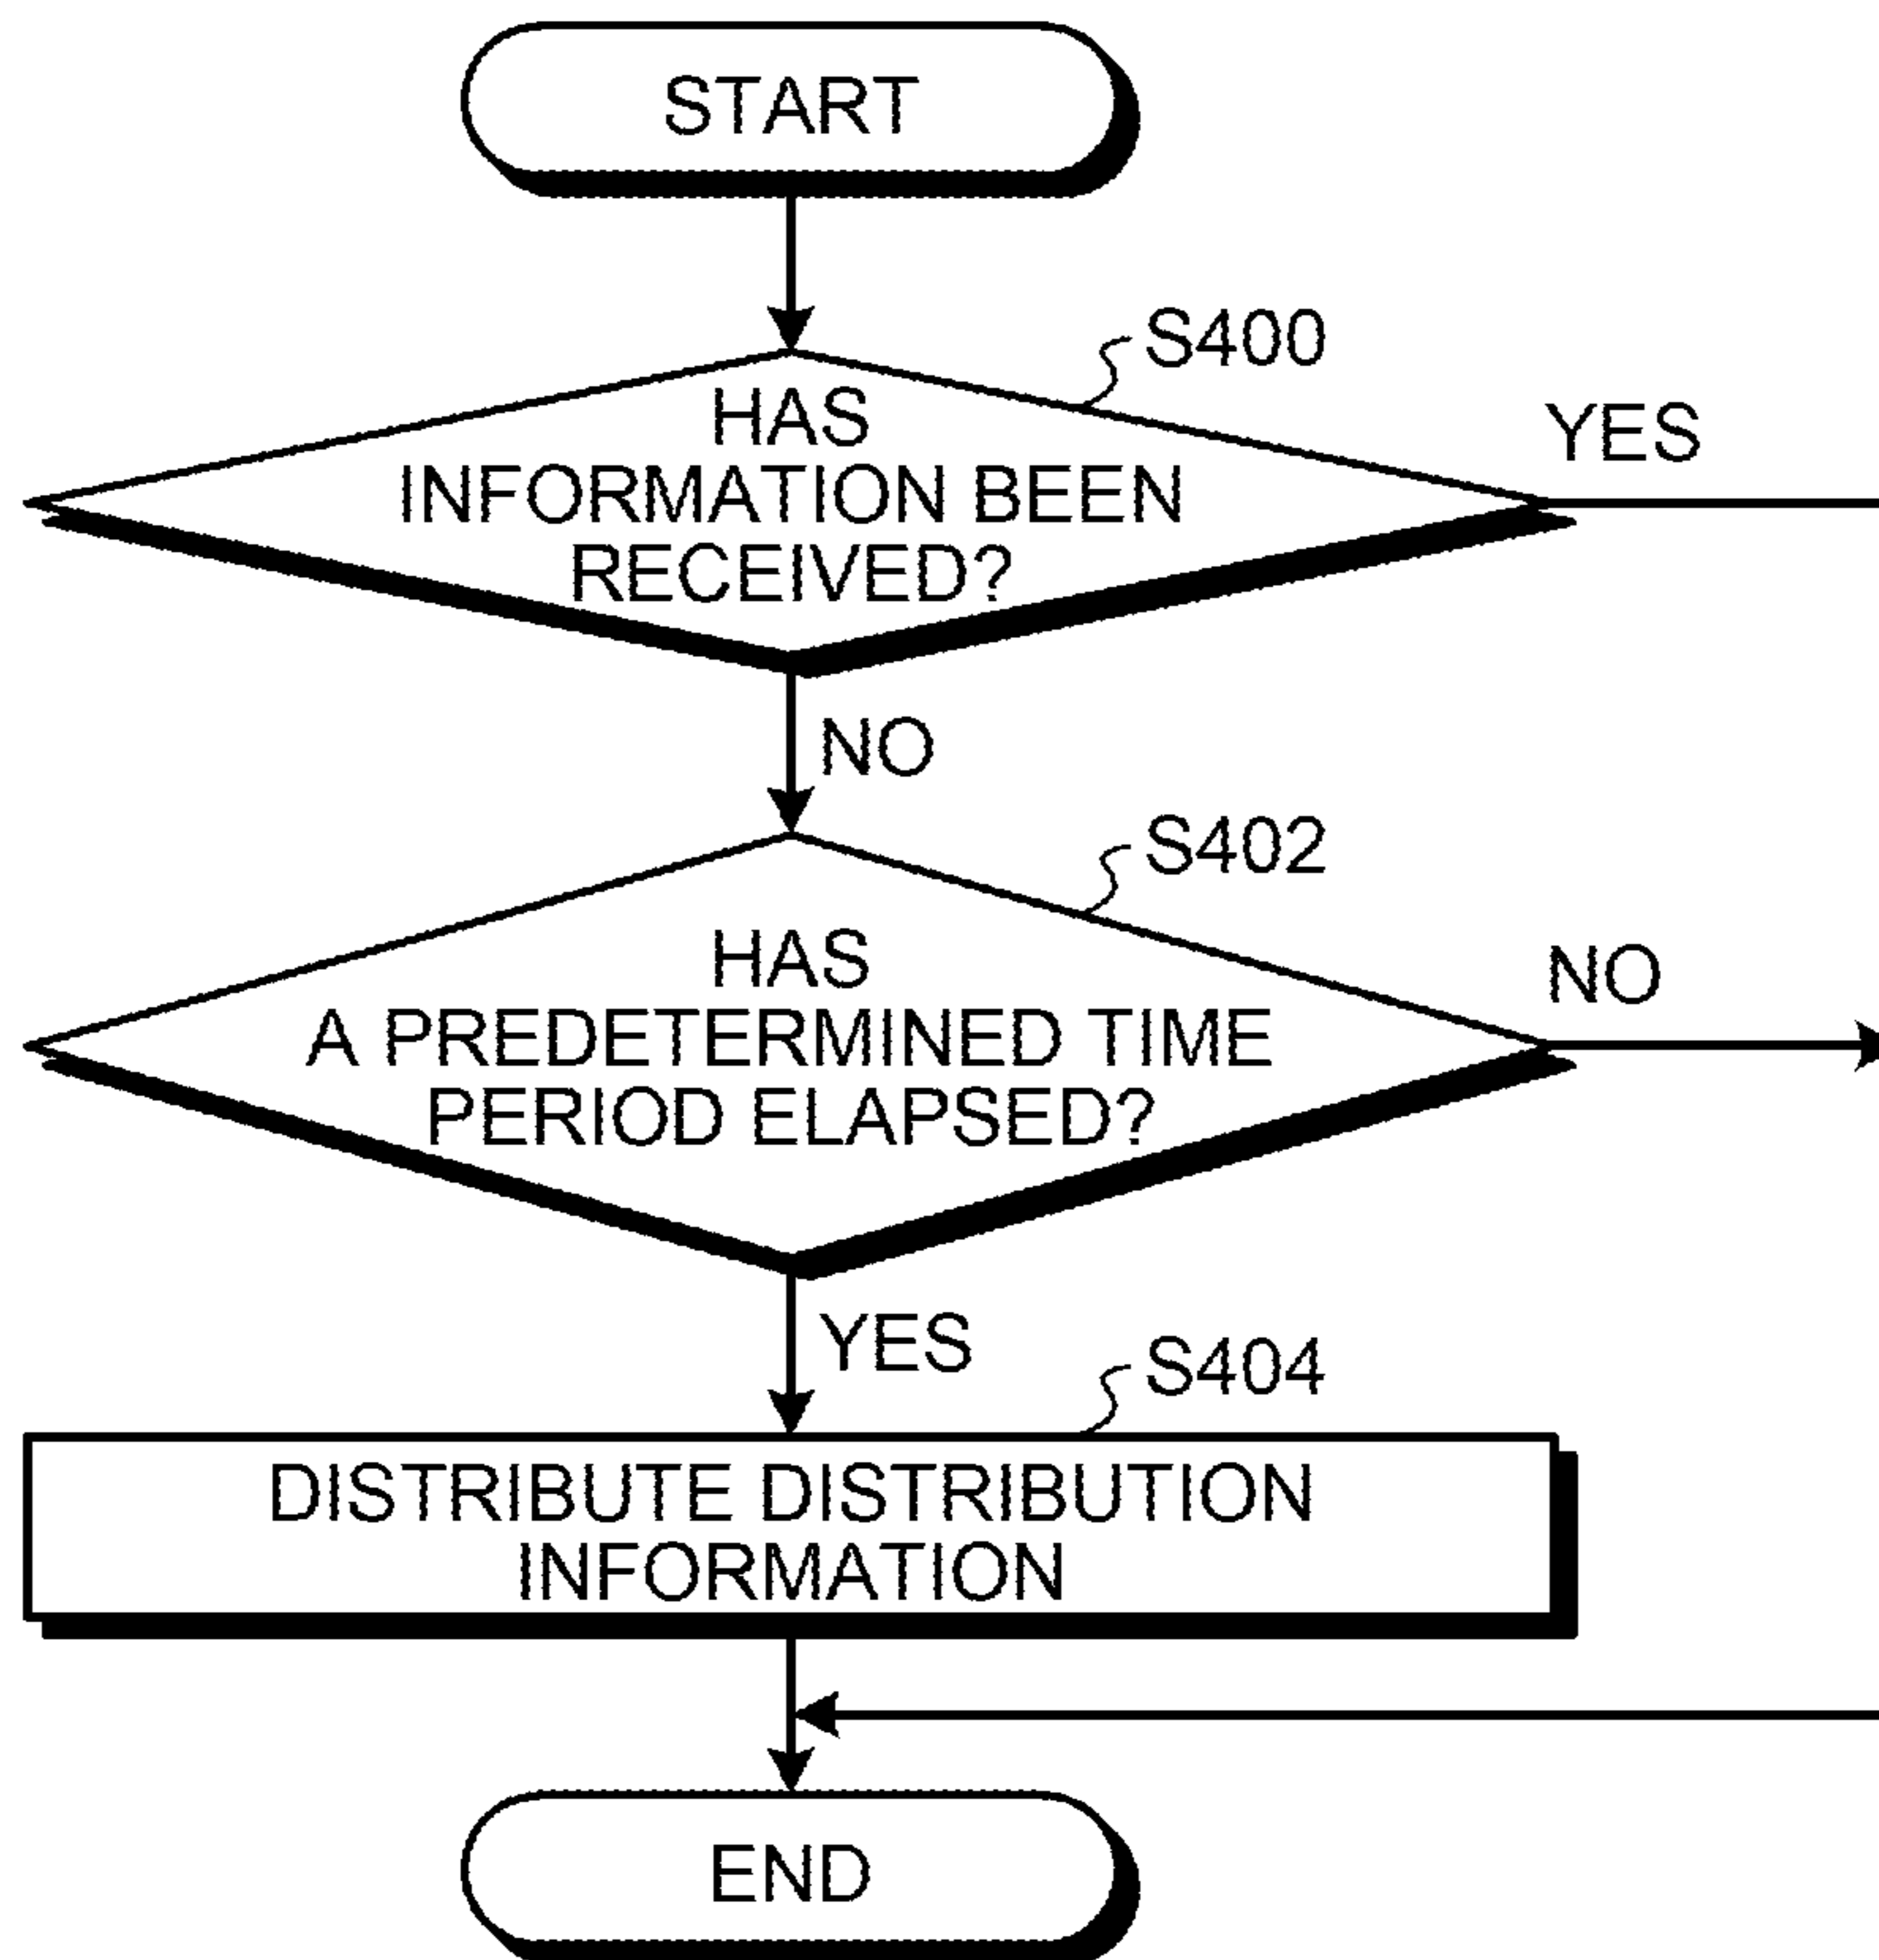 START
S400
HAS
INFORMATION BEEN
RECEIVED?
YES
NO
S402
HAS
A PREDETERMINED TIME
PERIOD ELAPSED?
NO
YES
S404
DISTRIBUTE DISTRIBUTION
INFORMATION
END